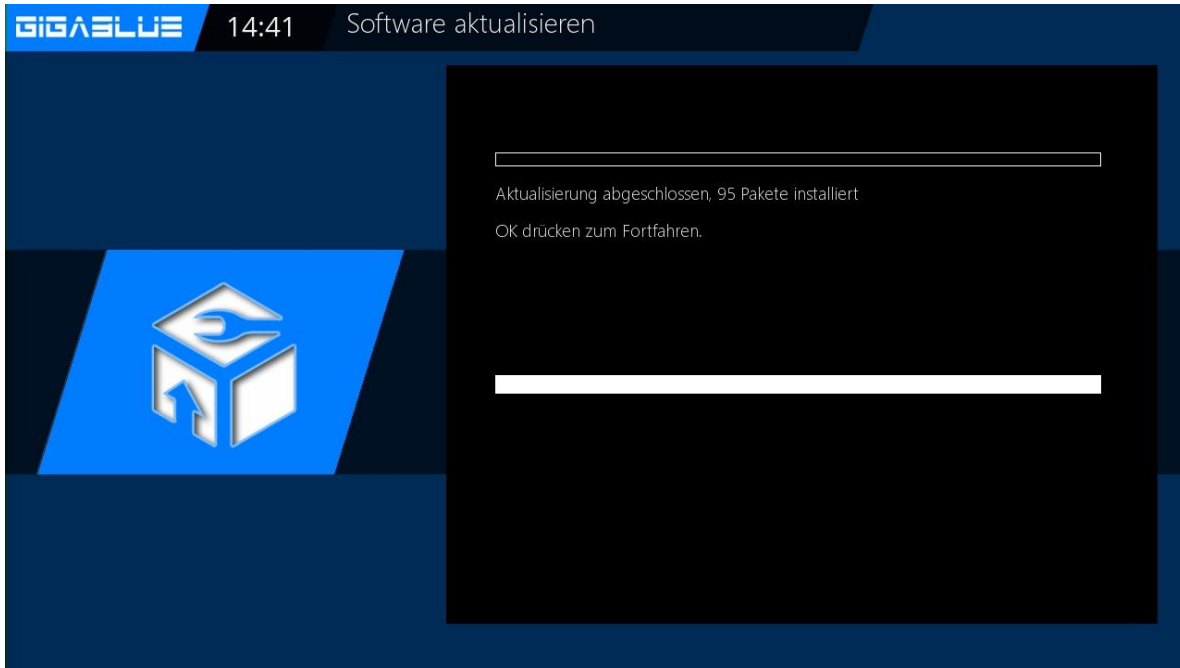 GIGABLUE 14:41 Software aktualisieren
Aktualisierung abgeschlossen, 95 Pakete installiert
OK drücken zum Fortfahren.